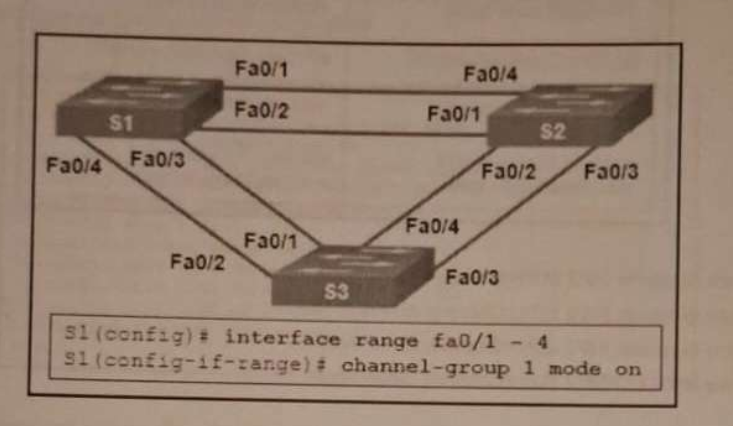 Fa0/1
Fa0/4
Fa0/2
Fa0/1
S1
S2
Fa0/4
Fa0/3
Fa0/2
Fa0/3
Fa0/1
Fa0/4
Fa0/2
Fa0/3
S3
S1(config)# interface range fa0/1 - 4
S1(config-if-range)# channel-group 1 mode on